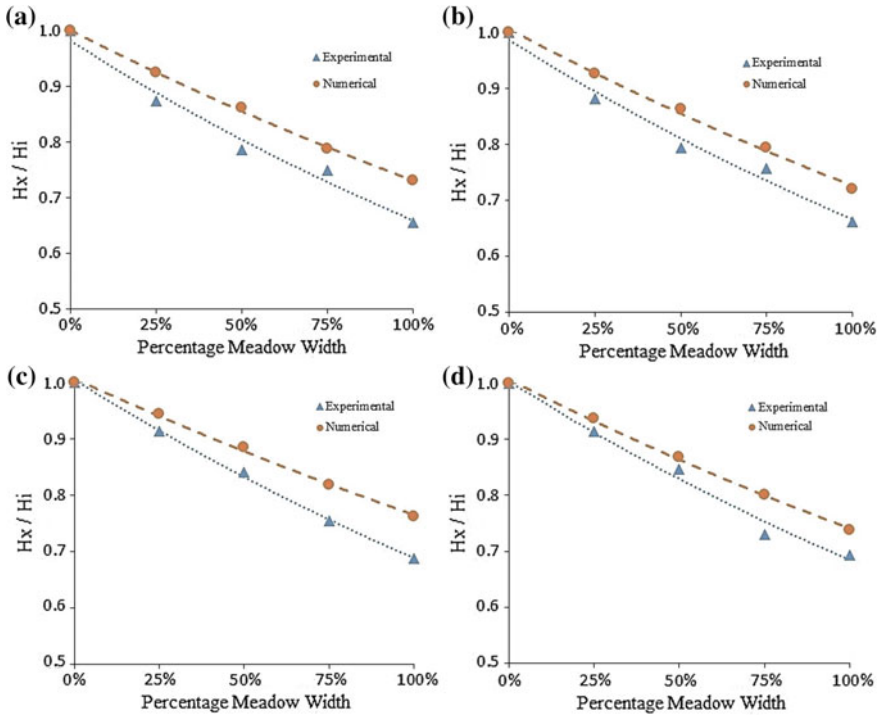 (a)
1.0
0.9
0.8
0.7
0.6
0.5
Hx / Hi
Experimental
Numerical
0%
25%
50%
75%
100%
Percentage Meadow Width
(b)
1.0
0.9
0.8
0.7
0.6
0.5
Hx / Hi
Experimental
Numerical
0%
25%
50%
75%
100%
Percentage Meadow Width
(c)
1.0
0.9
0.8
0.7
0.6
0.5
Hx / Hi
Experimental
Numerical
0%
25%
50%
75%
100%
Percentage Meadow Width
(d)
1.0
0.9
0.8
0.7
0.6
0.5
Hx / Hi
Experimental
Numerical
0%
25%
50%
75%
100%
Percentage Meadow Width